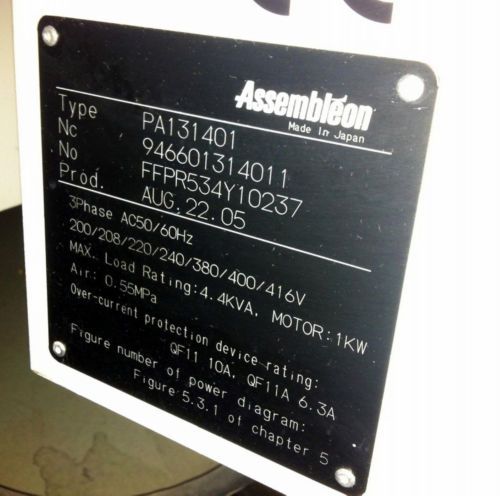 Assembleon
Made In Japan
Type PA131401
Nc 946601314011
No FFPR534Y10237
Prod. AUG.22.05
3Phase AC50/60Hz
200/208/220/240/380/400/416V
MAX. Load Rating:4.4KVA, MOTOR:1KW
Air: 0.55MPa
Over-current protection device-rating:
QF11 10A, QF11A 6.3A
Figure number of power diagram:
Figure 5.3.1 of chapter 5